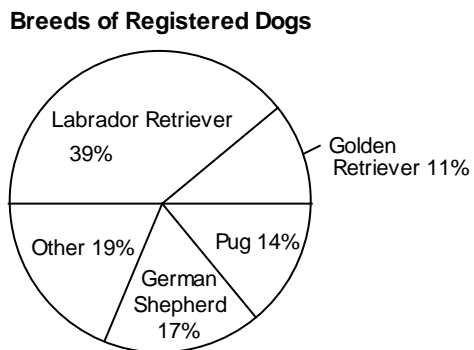 Breeds of Registered Dogs
Labrador Retriever
39%
Golden
Retriever 11%
Other 19%
Pug 14%
German
Shepherd
17%